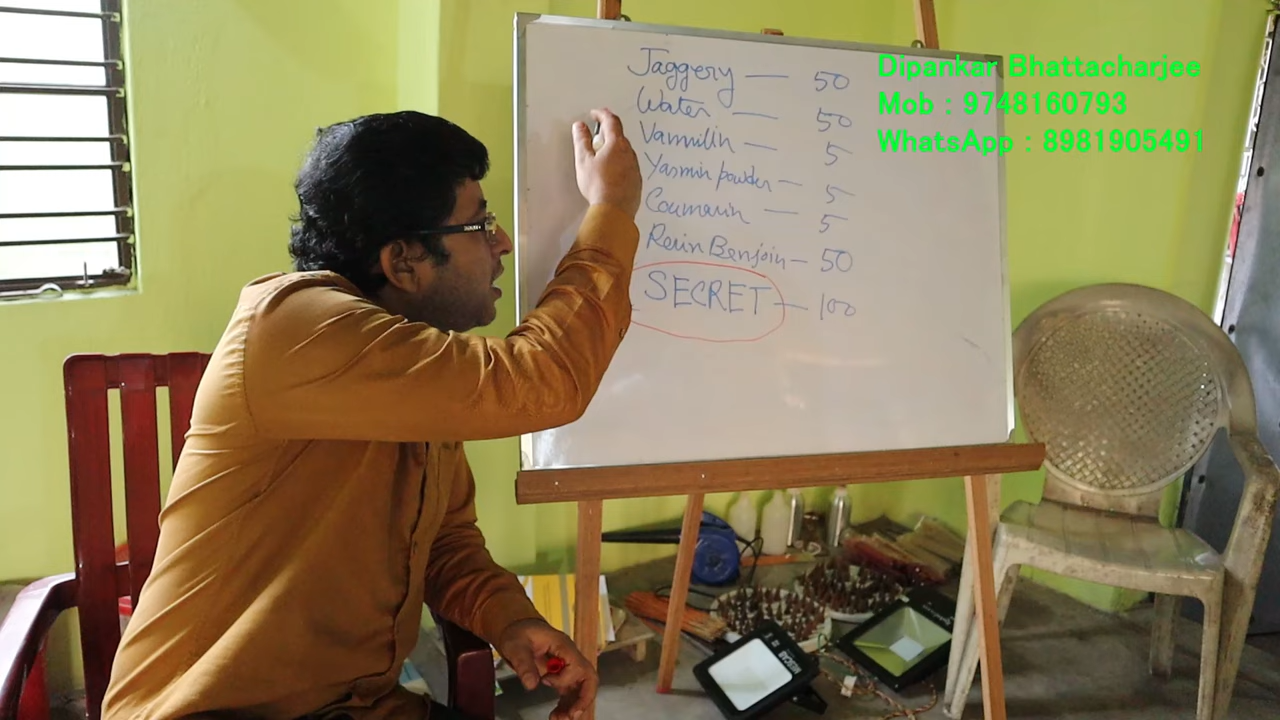 Jaggery — 50
Water — 50
Vannilin — 5
Yasmin powder — 5
Coumarin — 5
Resin Benjoin — 50
SECRET — 100
Dipankar Bhattacharjee
Mob : 9748160793
WhatsApp : 8981905491